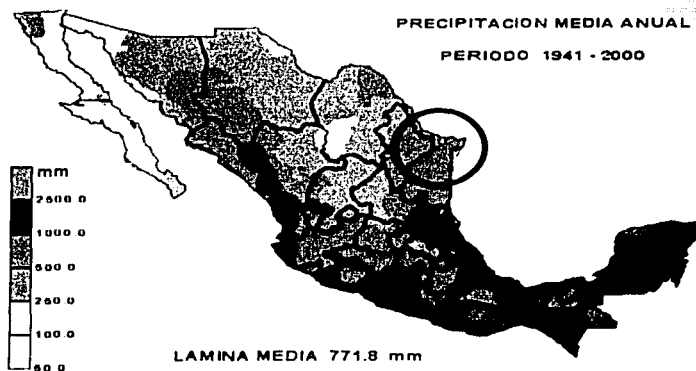 PRECIPITACION MEDIA ANUAL
PERIODO 1941 - 2000
mm
2500.0
1000.0
500.0
250.0
100.0
50.0
LAMINA MEDIA 771.8 mm